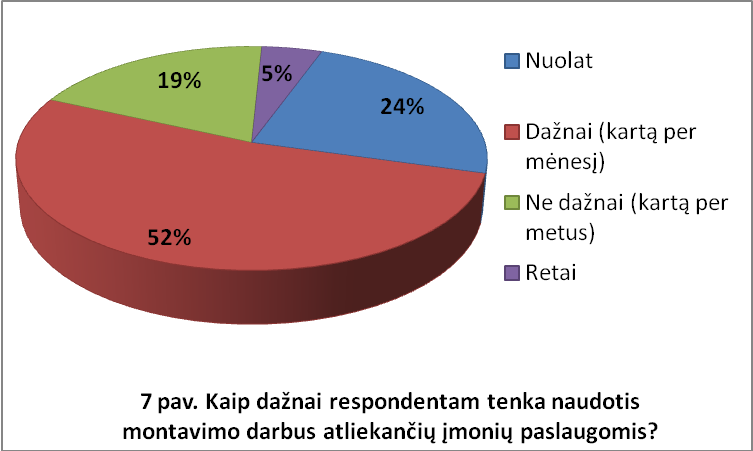 5%
19%
24%
52%
Nuolat
Dažnai (kartą per
mėnesį)
Ne dažnai (kartą per
metus)
Retai
7 pav. Kaip dažnai respondentam tenka naudotis
montavimo darbus atliekančių įmonių paslaugomis?